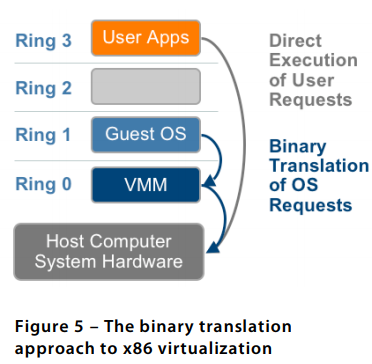 Ring 3
User Apps
Ring 2
Ring 1
Guest OS
Ring 0
VMM
Host Computer
System Hardware
Direct
Execution
of User
Requests
Binary
Translation
of OS
Requests
Figure 5 – The binary translation
approach to x86 virtualization